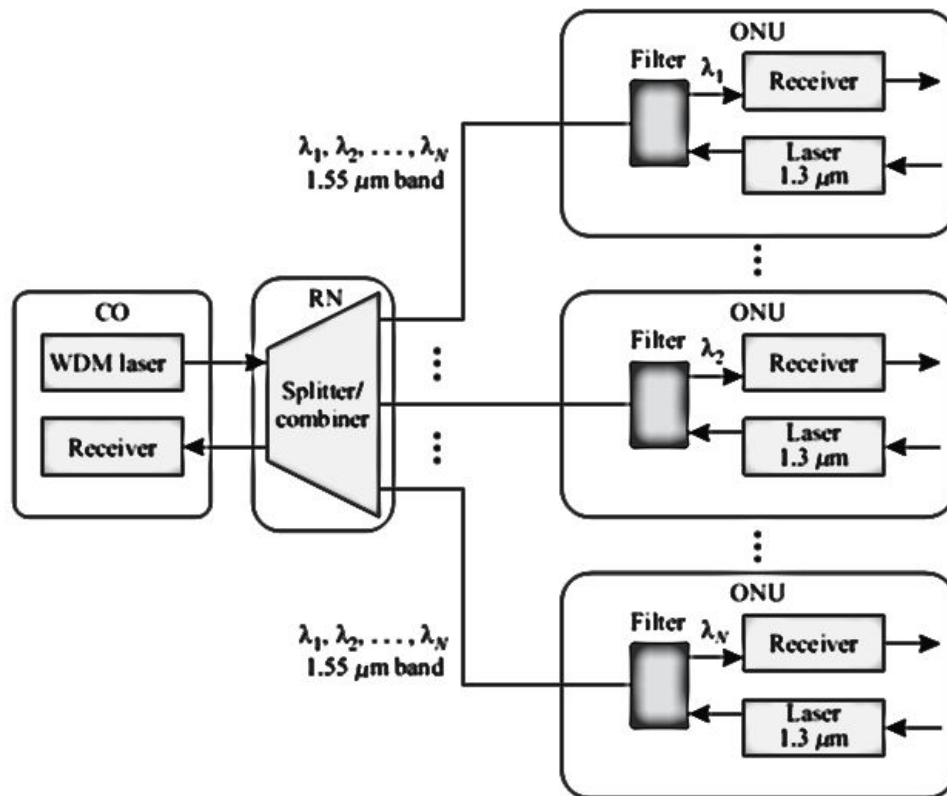 ONU
Filter
λ1
Receiver
Laser
1.3 μm
λ1, λ2, . . . , λN
1.55 μm band
CO
WDM laser
Receiver
RN
Splitter/
combiner
ONU
Filter
λ2
Receiver
Laser
1.3 μm
λ1, λ2, . . . , λN
1.55 μm band
ONU
Filter
λN
Receiver
Laser
1.3 μm